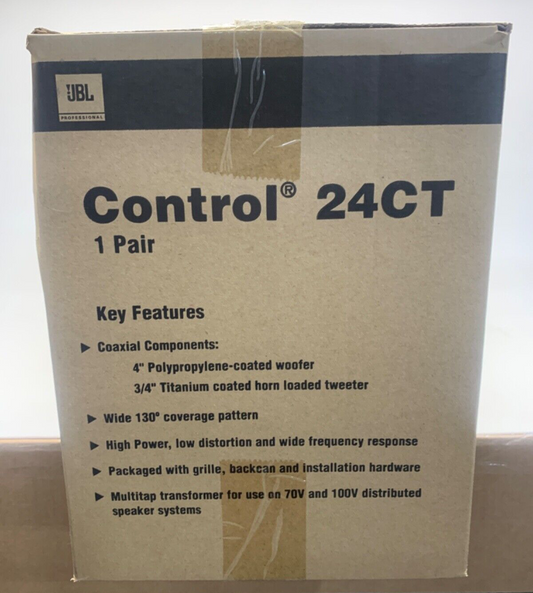 JBL
PROFESSIONAL
Control® 24CT
1 Pair
Key Features
► Coaxial Components:
4" Polypropylene-coated woofer
3/4" Titanium coated horn loaded tweeter
► Wide 130° coverage pattern
► High Power, low distortion and wide frequency response
► Packaged with grille, backcan and installation hardware
► Multitap transformer for use on 70V and 100V distributed
speaker systems